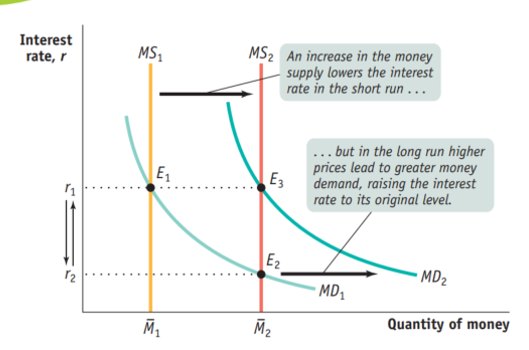 Interest
rate, r
MS₁
MS₂
An increase in the money
supply lowers the interest
rate in the short run . . .
. . . but in the long run higher
prices lead to greater money
demand, raising the interest
rate to its original level.
E₁
E₃
r₁
E₂
r₂
MD₂
MD₁
M̅₁
M̅₂
Quantity of money